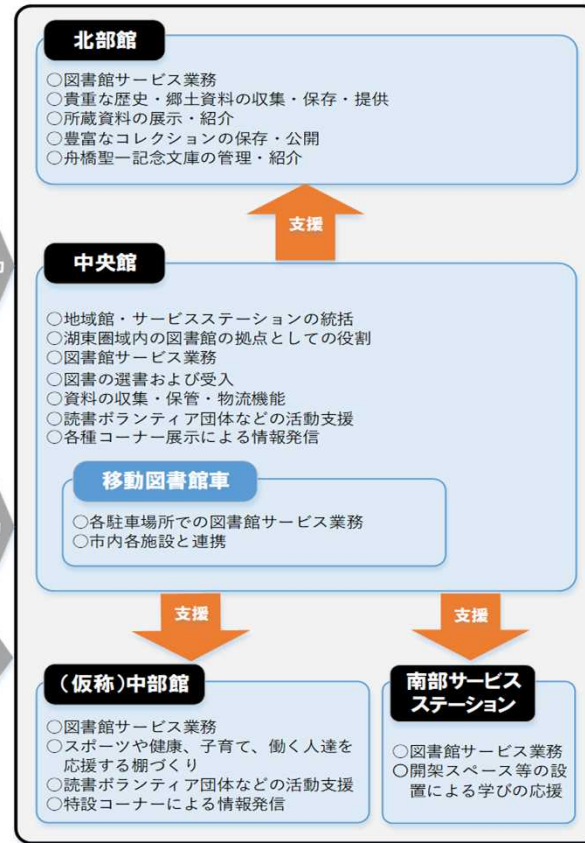 北部館
○図書館サービス業務
○貴重な歴史・郷土資料の収集・保存・提供
○所蔵資料の展示・紹介
○豊富なコレクションの保存・公開
○舟橋聖一記念文庫の管理・紹介
支援
中央館
○地域館・サービスステーションの統括
○湖東圏域内の図書館の拠点としての役割
○図書館サービス業務
○図書の選書および受入
○資料の収集・保管・物流機能
○読書ボランティア団体などの活動支援
○各種コーナー展示による情報発信
移動図書館車
○各駐車場所での図書館サービス業務
○市内各施設と連携
支援
支援
(仮称)中部館
○図書館サービス業務
○スポーツや健康、子育て、働く人達を
応援する棚づくり
○読書ボランティア団体などの活動支援
○特設コーナーによる情報発信
南部サービス
ステーション
○図書館サービス業務
○開架スペース等の設
置による学びの応援